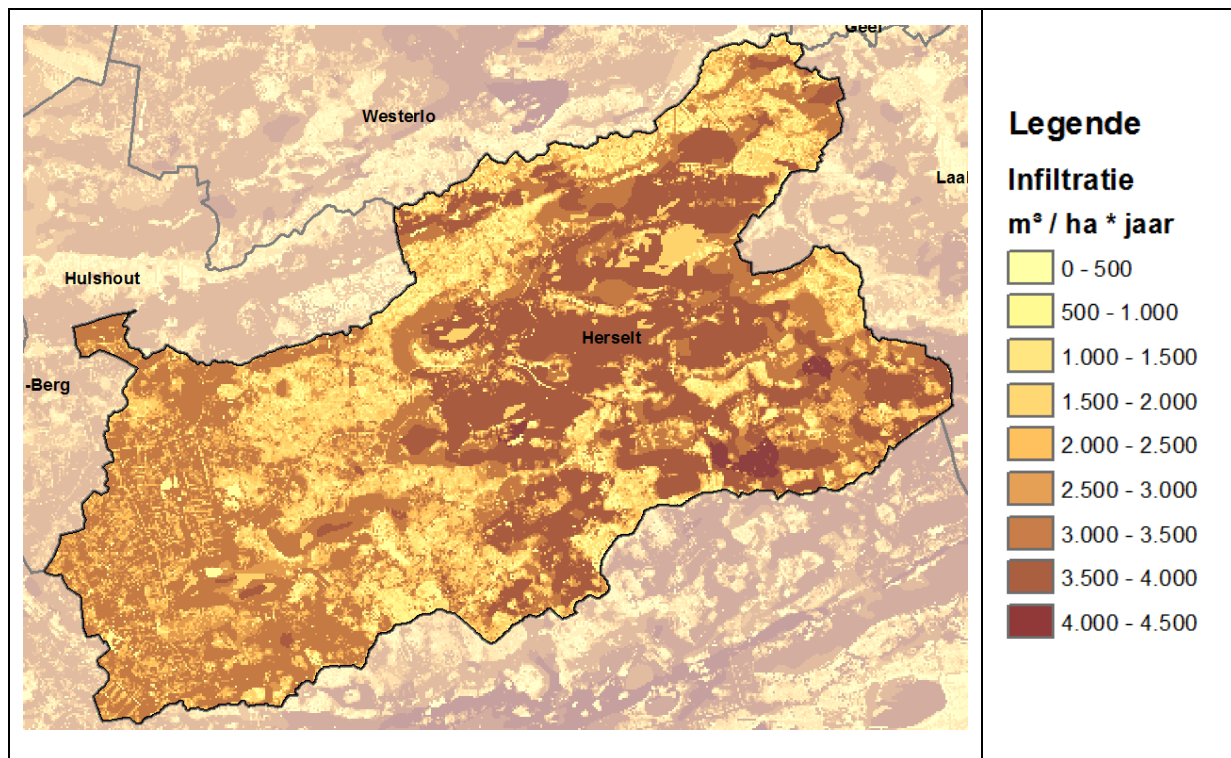 Geel
Westerlo
Laa
Hulshout
Herselt
-Berg
Legende
Infiltratie
m³ / ha * jaar
0 - 500
500 - 1.000
1.000 - 1.500
1.500 - 2.000
2.000 - 2.500
2.500 - 3.000
3.000 - 3.500
3.500 - 4.000
4.000 - 4.500